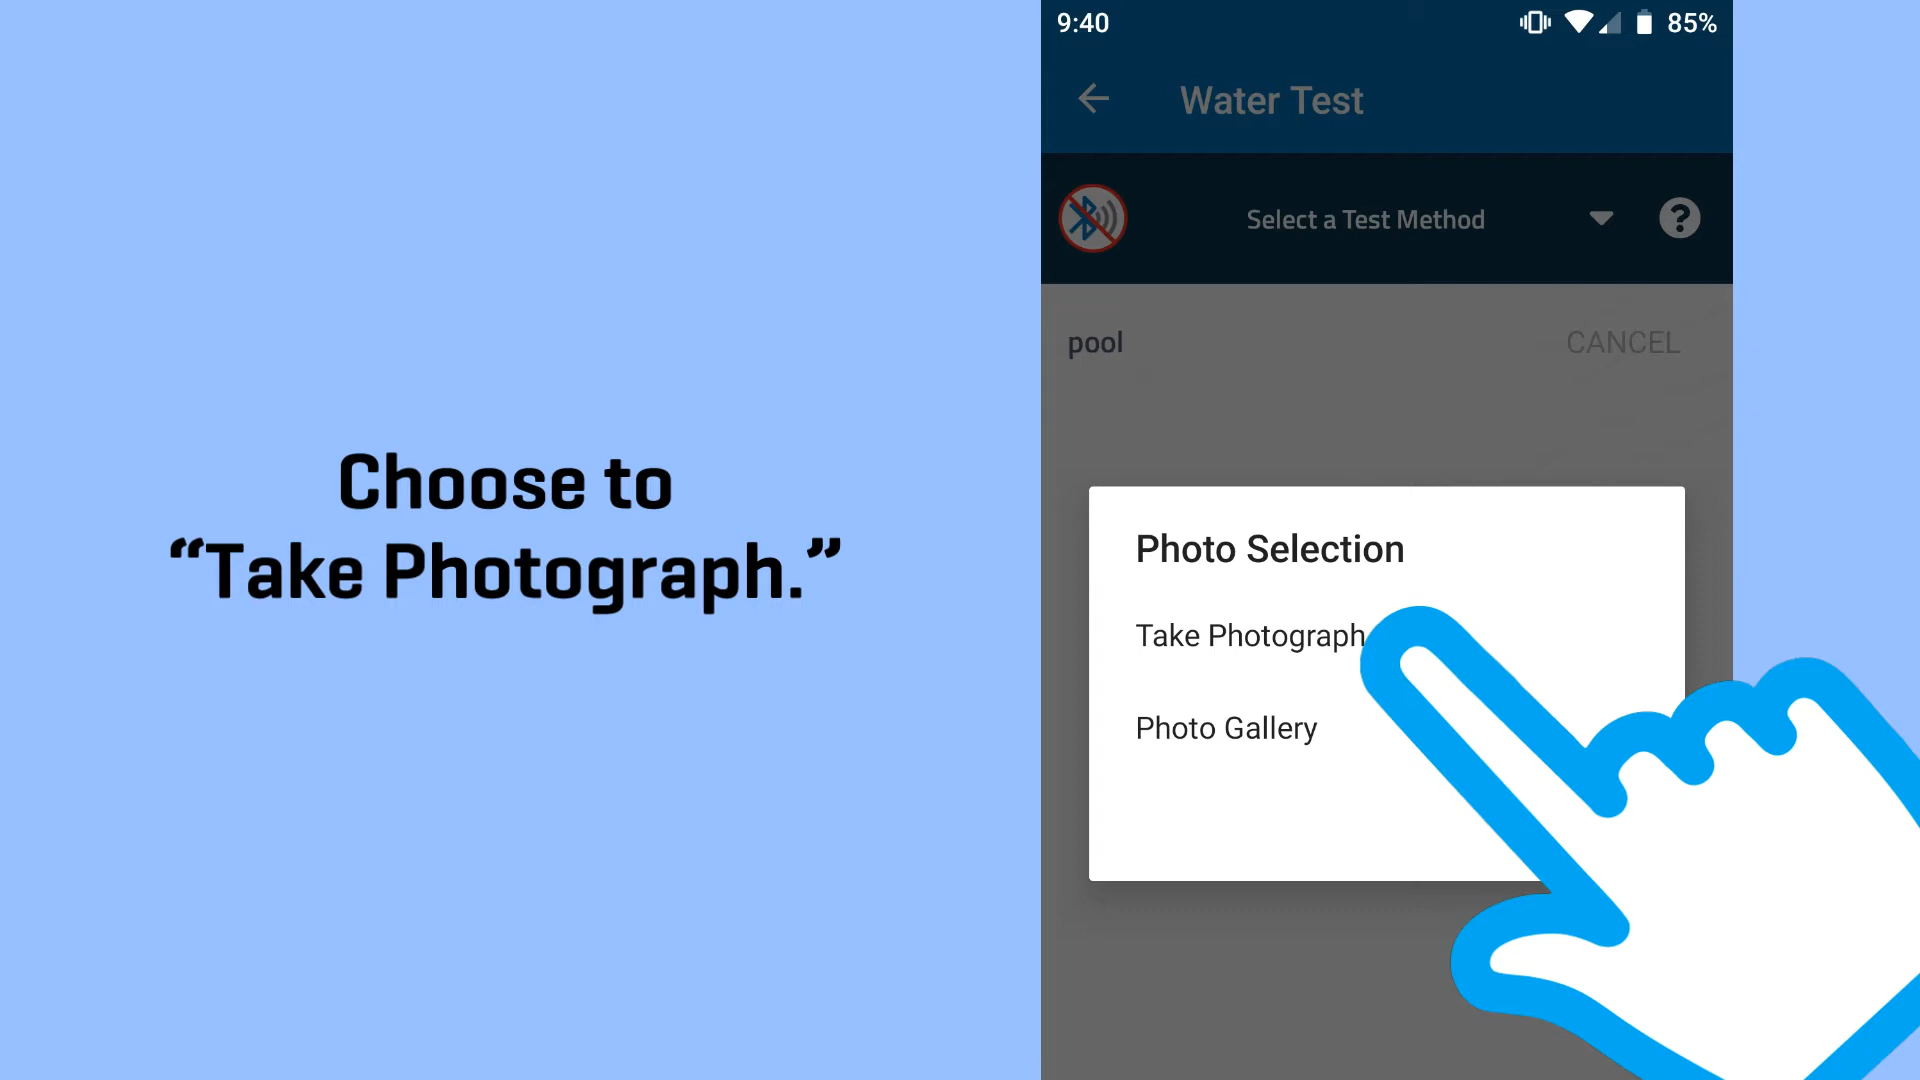 Choose to
“Take Photograph.”
9:40
85%
Water Test
Select a Test Method
?
pool
CANCEL
Photo Selection
Take Photograph
Photo Gallery